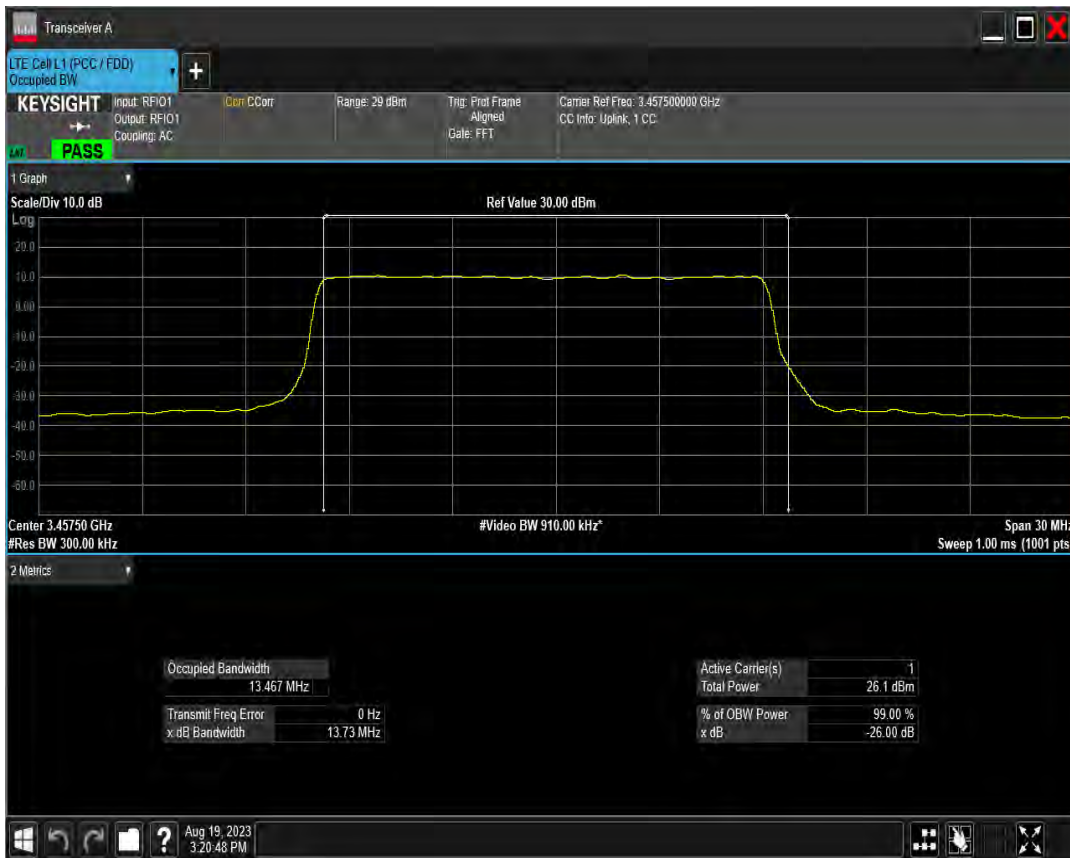 Transceiver A
LTE Cell L1 (PCC / FDD)
Occupied BW
+
KEYSIGHT
Input: RFIO1
Output: RFIO1
Coupling: AC
Corr CCorr
Range: 29 dBm
Trig: Prot Frame
Aligned
Gate: FFT
Carrier Ref Freq: 3.457500000 GHz
CC Info: Uplink, 1 CC
PASS
1 Graph
Scale/Div 10.0 dB
Ref Value 30.00 dBm
Log
20.0
10.0
0.00
-10.0
-20.0
-30.0
-40.0
-50.0
-60.0
Center 3.45750 GHz
#Video BW 910.00 kHz*
Span 30 MHz
#Res BW 300.00 kHz
Sweep 1.00 ms (1001 pts
2 Metrics
Occupied Bandwidth
13.467 MHz
Transmit Freq Error 0 Hz
x dB Bandwidth 13.73 MHz
Active Carrier(s) 1
Total Power 26.1 dBm
% of OBW Power 99.00 %
x dB -26.00 dB
?
Aug 19, 2023
3:20:48 PM